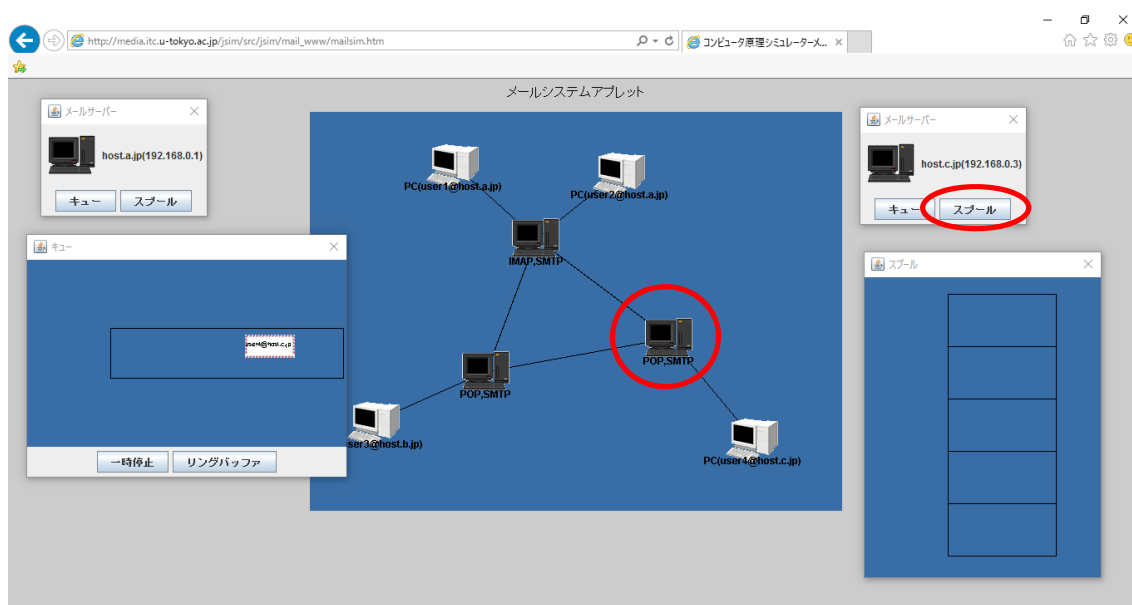 http://media.itc.u-tokyo.ac.jp/jsim/src/jsim/mail_www/mailsim.htm
コンピュータ原理シミュレーターメ...
メールシステムアプレット
メールサーバー
host.a.jp(192.168.0.1)
キュー スプール
メールサーバー
host.c.jp(192.168.0.3)
キュー スプール
PC(user1@host.a.jp)
PC(user2@host.a.jp)
IMAP,SMTP
POP,SMTP
POP,SMTP
ser3@host.b.jp)
PC(user4@host.c.jp)
キュー
user4@host.c.jp
一時停止 リングバッファ
スプール